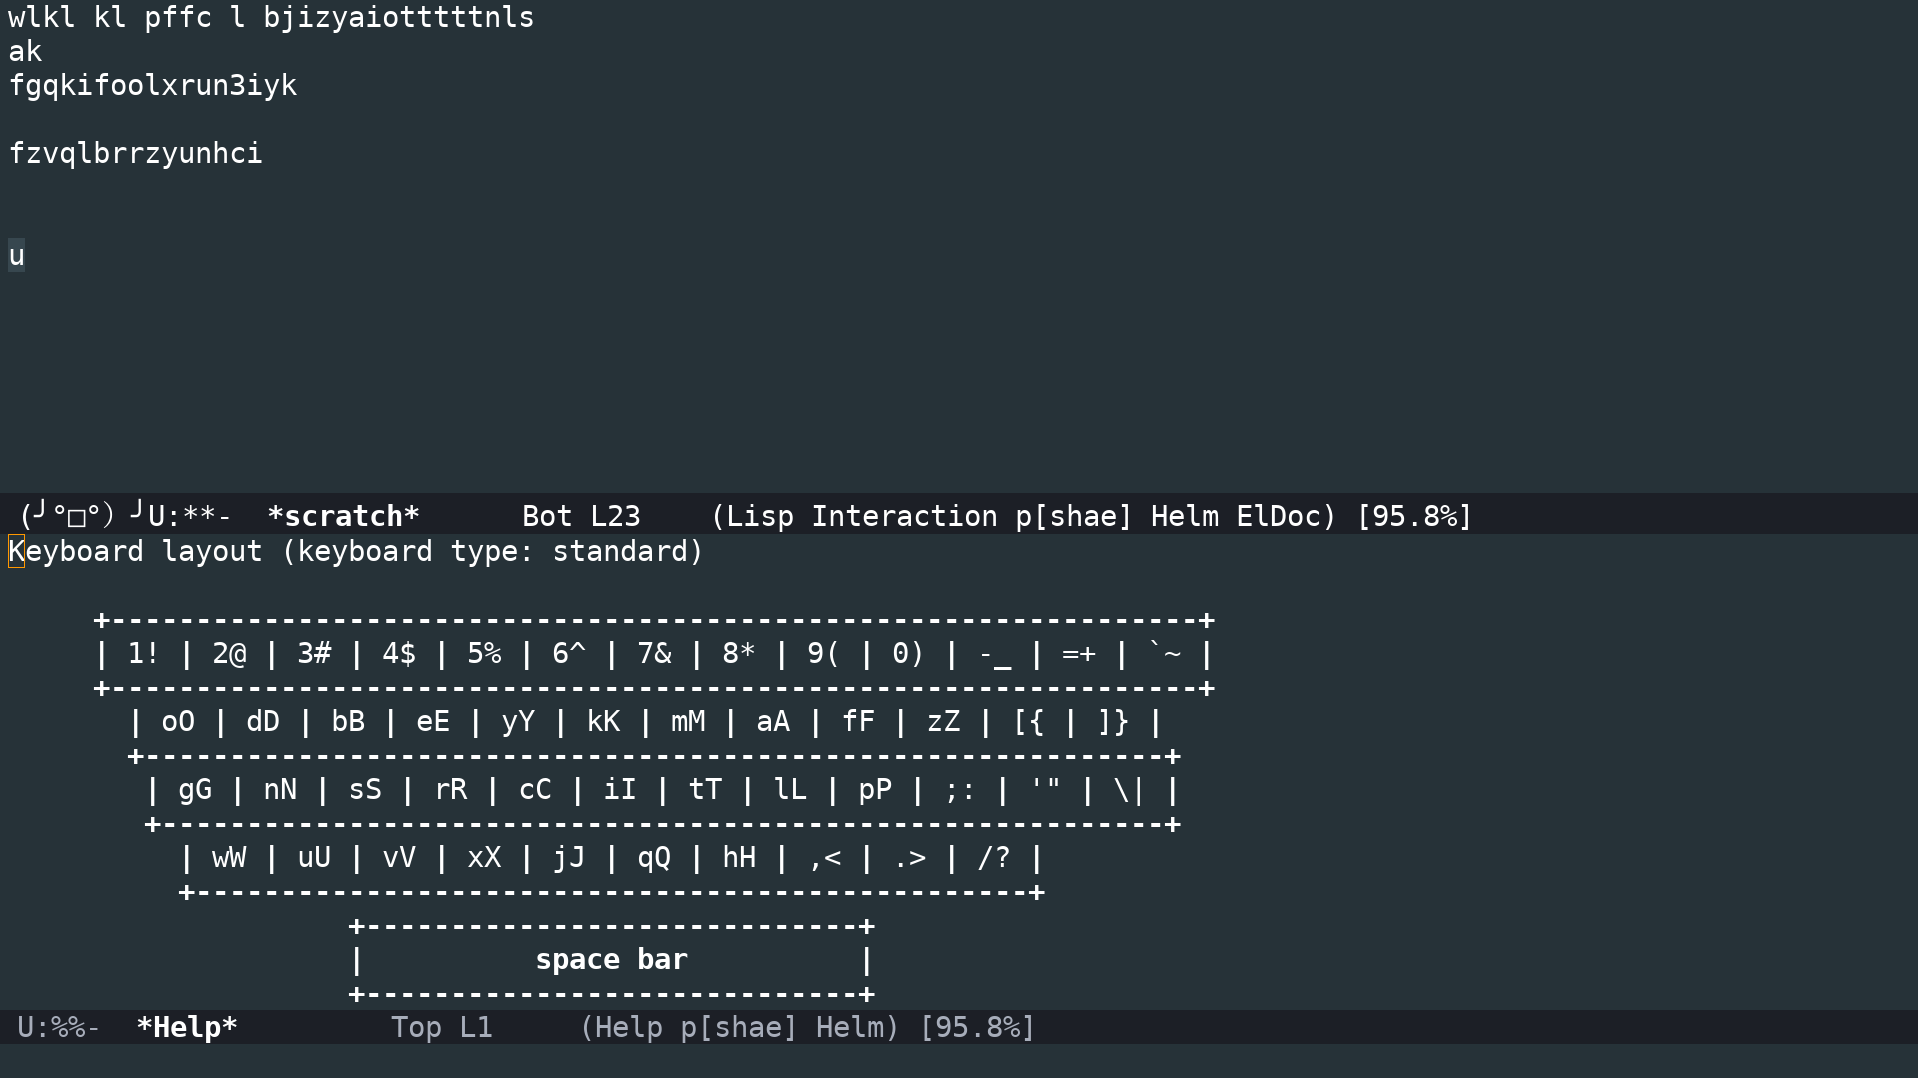 wlkl kl pffc l bjizyaiotttttnls
ak
fgqkifoolxrun3iyk
fzvqlbrrzyunhci
u
(╯°□°）╯U:**-  *scratch*      Bot L23    (Lisp Interaction p[shae] Helm ElDoc) [95.8%]
Keyboard layout (keyboard type: standard)
     +----------------------------------------------------------------+
     | 1! | 2@ | 3# | 4$ | 5% | 6^ | 7& | 8* | 9( | 0) | -_ | =+ | `~ |
     +----------------------------------------------------------------+
       | oO | dD | bB | eE | yY | kK | mM | aA | fF | zZ | [{ | ]} |
       +-------------------------------------------------------------+
        | gG | nN | sS | rR | cC | iI | tT | lL | pP | ;: | '" | \| |
        +------------------------------------------------------------+
          | wW | uU | vV | xX | jJ | qQ | hH | ,< | .> | /? |
          +--------------------------------------------------+
                    +-----------------------------+
                    |          space bar          |
                    +-----------------------------+
U:%%-  *Help*         Top L1     (Help p[shae] Helm) [95.8%]